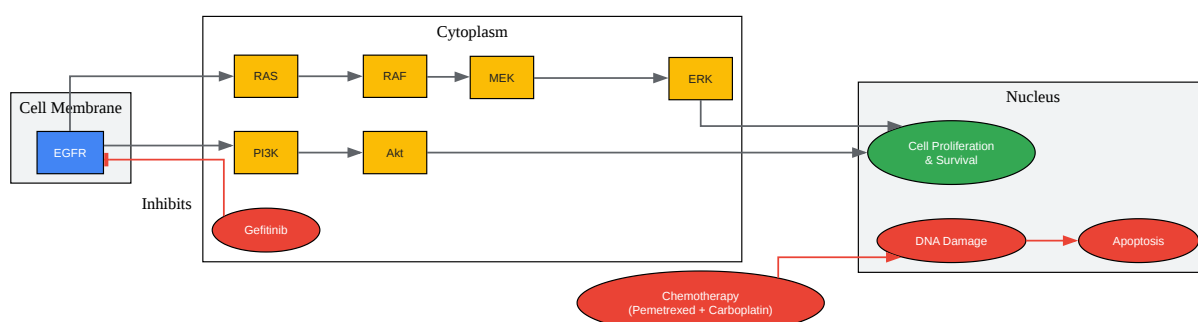 Cytoplasm
RAS
RAF
MEK
ERK
Cell Membrane
EGFR
PI3K
Akt
Inhibits
Gefitinib
Nucleus
Cell Proliferation
& Survival
DNA Damage
Apoptosis
Chemotherapy
(Pemetrexed + Carboplatin)